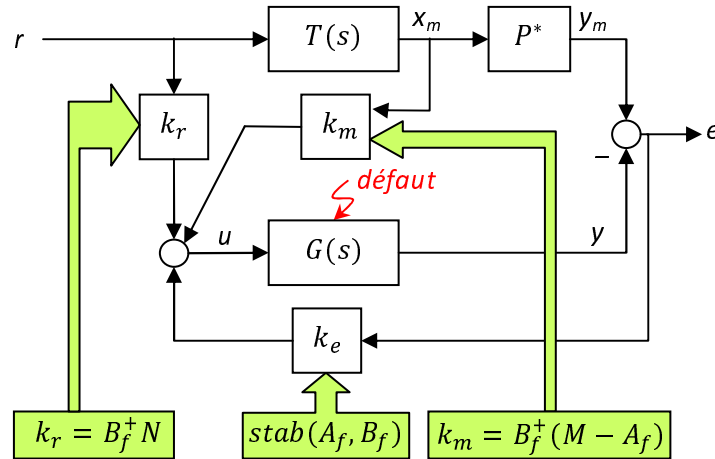 r
T(s)
x_m
P*
y_m
k_r
k_m
e
−
défaut
u
G(s)
y
k_e
k_r = B_f^+ N
stab(A_f, B_f)
k_m = B_f^+ (M − A_f)